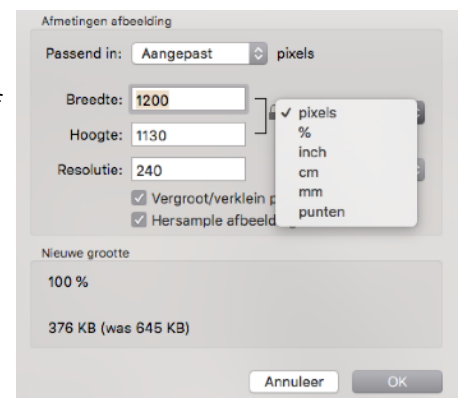 Afmetingen afbeelding
Passend in: Aangepast pixels
Breedte: 1200
✓ pixels
%
Hoogte: 1130
inch
Resolutie: 240
cm
mm
Vergroot/verklein
punten
Hersample
Nieuwe grootte
100 %
376 KB (was 645 KB)
Annuleer OK